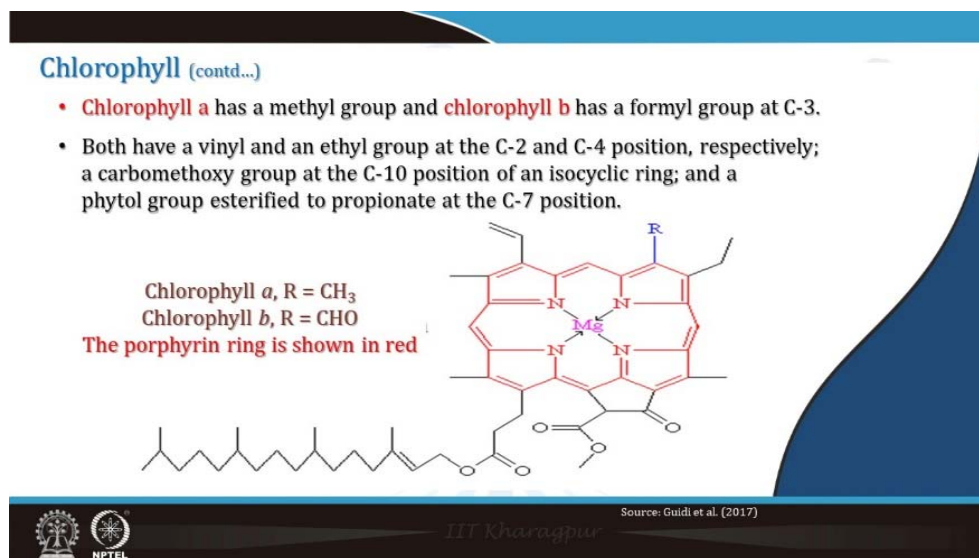 Chlorophyll (contd...)
• Chlorophyll a has a methyl group and chlorophyll b has a formyl group at C-3.
• Both have a vinyl and an ethyl group at the C-2 and C-4 position, respectively;
a carbomethoxy group at the C-10 position of an isocyclic ring; and a
phytol group esterified to propionate at the C-7 position.
R
Chlorophyll a, R = CH₃
Chlorophyll b, R = CHO
The porphyrin ring is shown in red
N N
Mg
N N
O O
O
O O
Source: Guidi et al. (2017)
IIT Kharagpur
NPTEL